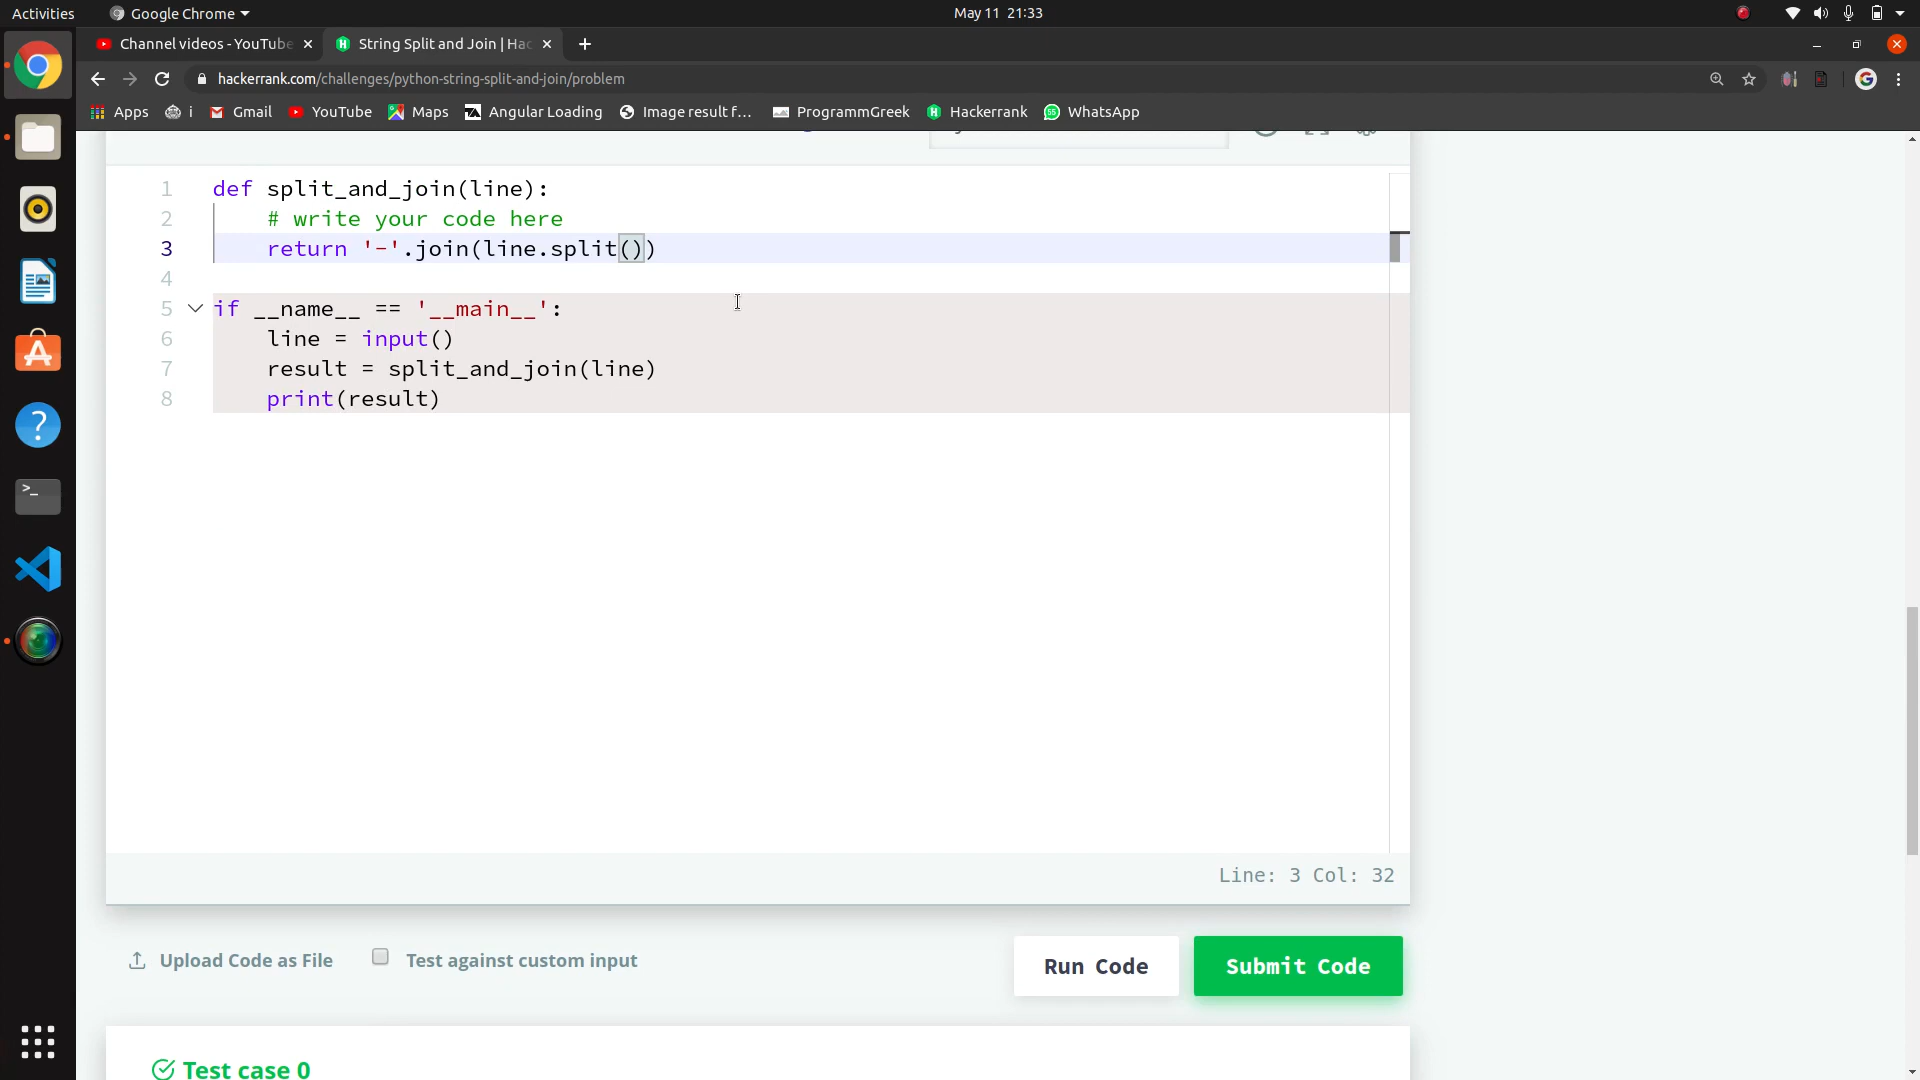 Activities
Google Chrome
May 11 21:33
Channel videos - YouTube
String Split and Join | Hac
hackerrank.com/challenges/python-string-split-and-join/problem
Apps
i
Gmail
YouTube
Maps
Angular Loading
Image result f...
ProgrammGreek
Hackerrank
WhatsApp
1 def split_and_join(line):
2 # write your code here
3 return '-'.join(line.split())
4
5 if __name__ == '__main__':
6 line = input()
7 result = split_and_join(line)
8 print(result)
Line: 3 Col: 32
Upload Code as File
Test against custom input
Run Code
Submit Code
Test case 0